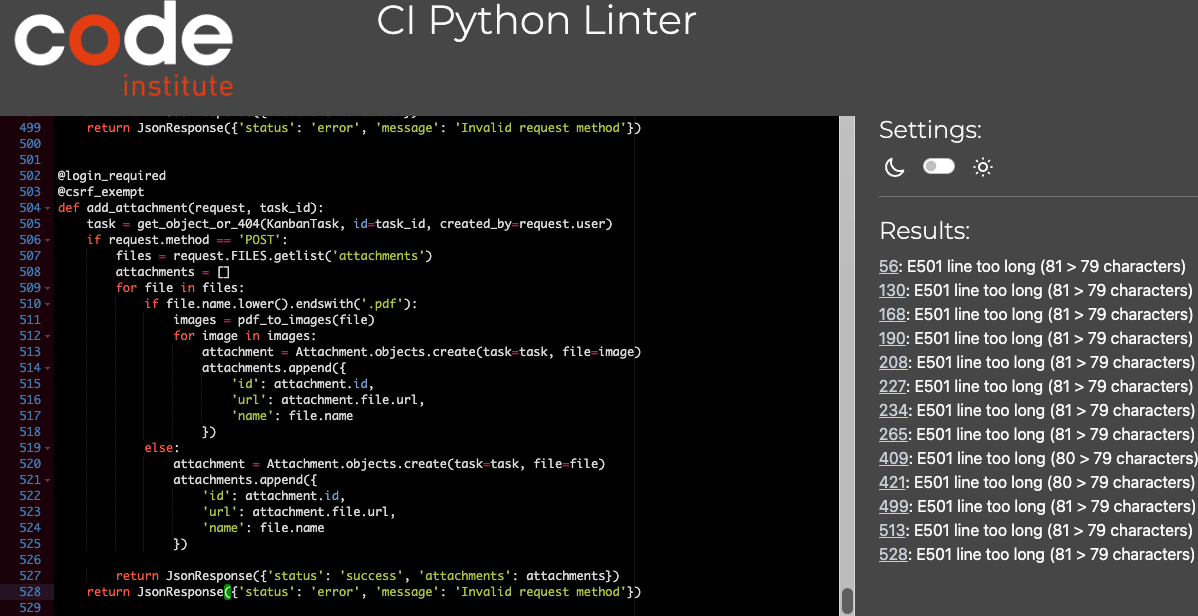 code
institute
CI Python Linter
499 return JsonResponse({'status': 'error', 'message': 'Invalid request method'})
500
501
502 @login_required
503 @csrf_exempt
504 def add_attachment(request, task_id):
505 task = get_object_or_404(KanbanTask, id=task_id, created_by=request.user)
506 if request.method == 'POST':
507 files = request.FILES.getlist('attachments')
508 attachments = []
509 for file in files:
510 if file.name.lower().endswith('.pdf'):
511 images = pdf_to_images(file)
512 for image in images:
513 attachment = Attachment.objects.create(task=task, file=image)
514 attachments.append({
515 'id': attachment.id,
516 'url': attachment.file.url,
517 'name': file.name
518 })
519 else:
520 attachment = Attachment.objects.create(task=task, file=file)
521 attachments.append({
522 'id': attachment.id,
523 'url': attachment.file.url,
524 'name': file.name
525 })
526
527 return JsonResponse({'status': 'success', 'attachments': attachments})
528 return JsonResponse({'status': 'error', 'message': 'Invalid request method'})
529
Settings:
Results:
56: E501 line too long (81 > 79 characters)
130: E501 line too long (81 > 79 characters)
168: E501 line too long (81 > 79 characters)
190: E501 line too long (81 > 79 characters)
208: E501 line too long (81 > 79 characters)
227: E501 line too long (81 > 79 characters)
234: E501 line too long (81 > 79 characters)
265: E501 line too long (81 > 79 characters)
409: E501 line too long (80 > 79 characters)
421: E501 line too long (80 > 79 characters)
499: E501 line too long (81 > 79 characters)
513: E501 line too long (81 > 79 characters)
528: E501 line too long (81 > 79 characters)